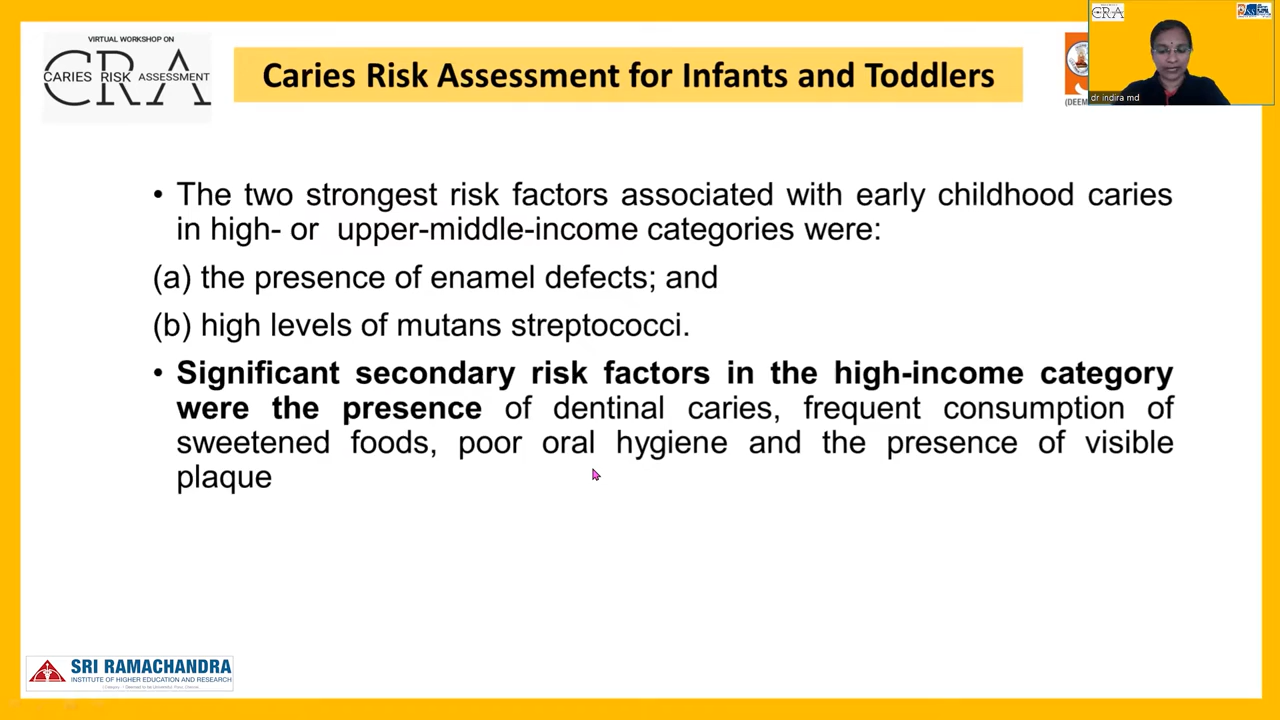 VIRTUAL WORKSHOP ON
CRA
CARIES RISK ASSESSMENT
Caries Risk Assessment for Infants and Toddlers
(DEEM
CRA
dr indira md
• The two strongest risk factors associated with early childhood caries
in high- or upper-middle-income categories were:
(a) the presence of enamel defects; and
(b) high levels of mutans streptococci.
• Significant secondary risk factors in the high-income category
were the presence of dentinal caries, frequent consumption of
sweetened foods, poor oral hygiene and the presence of visible
plaque
SRI RAMACHANDRA
INSTITUTE OF HIGHER EDUCATION AND RESEARCH